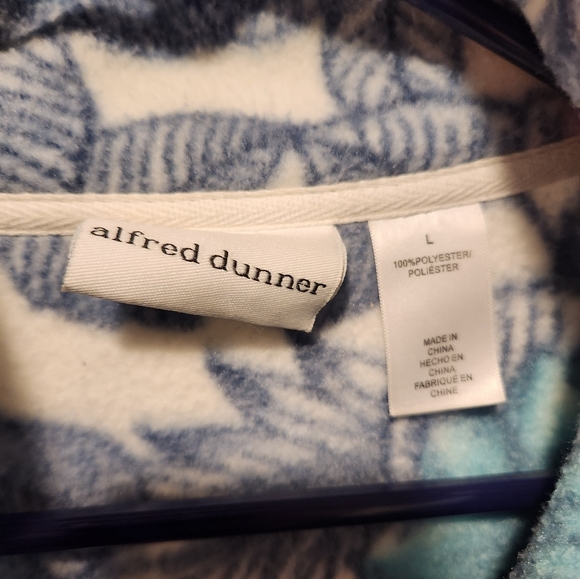 alfred dunner
L
100%POLYESTER/
POLIÉSTER
MADE IN
CHINA
HECHO EN
CHINA
FABRIQUÉ EN
CHINE